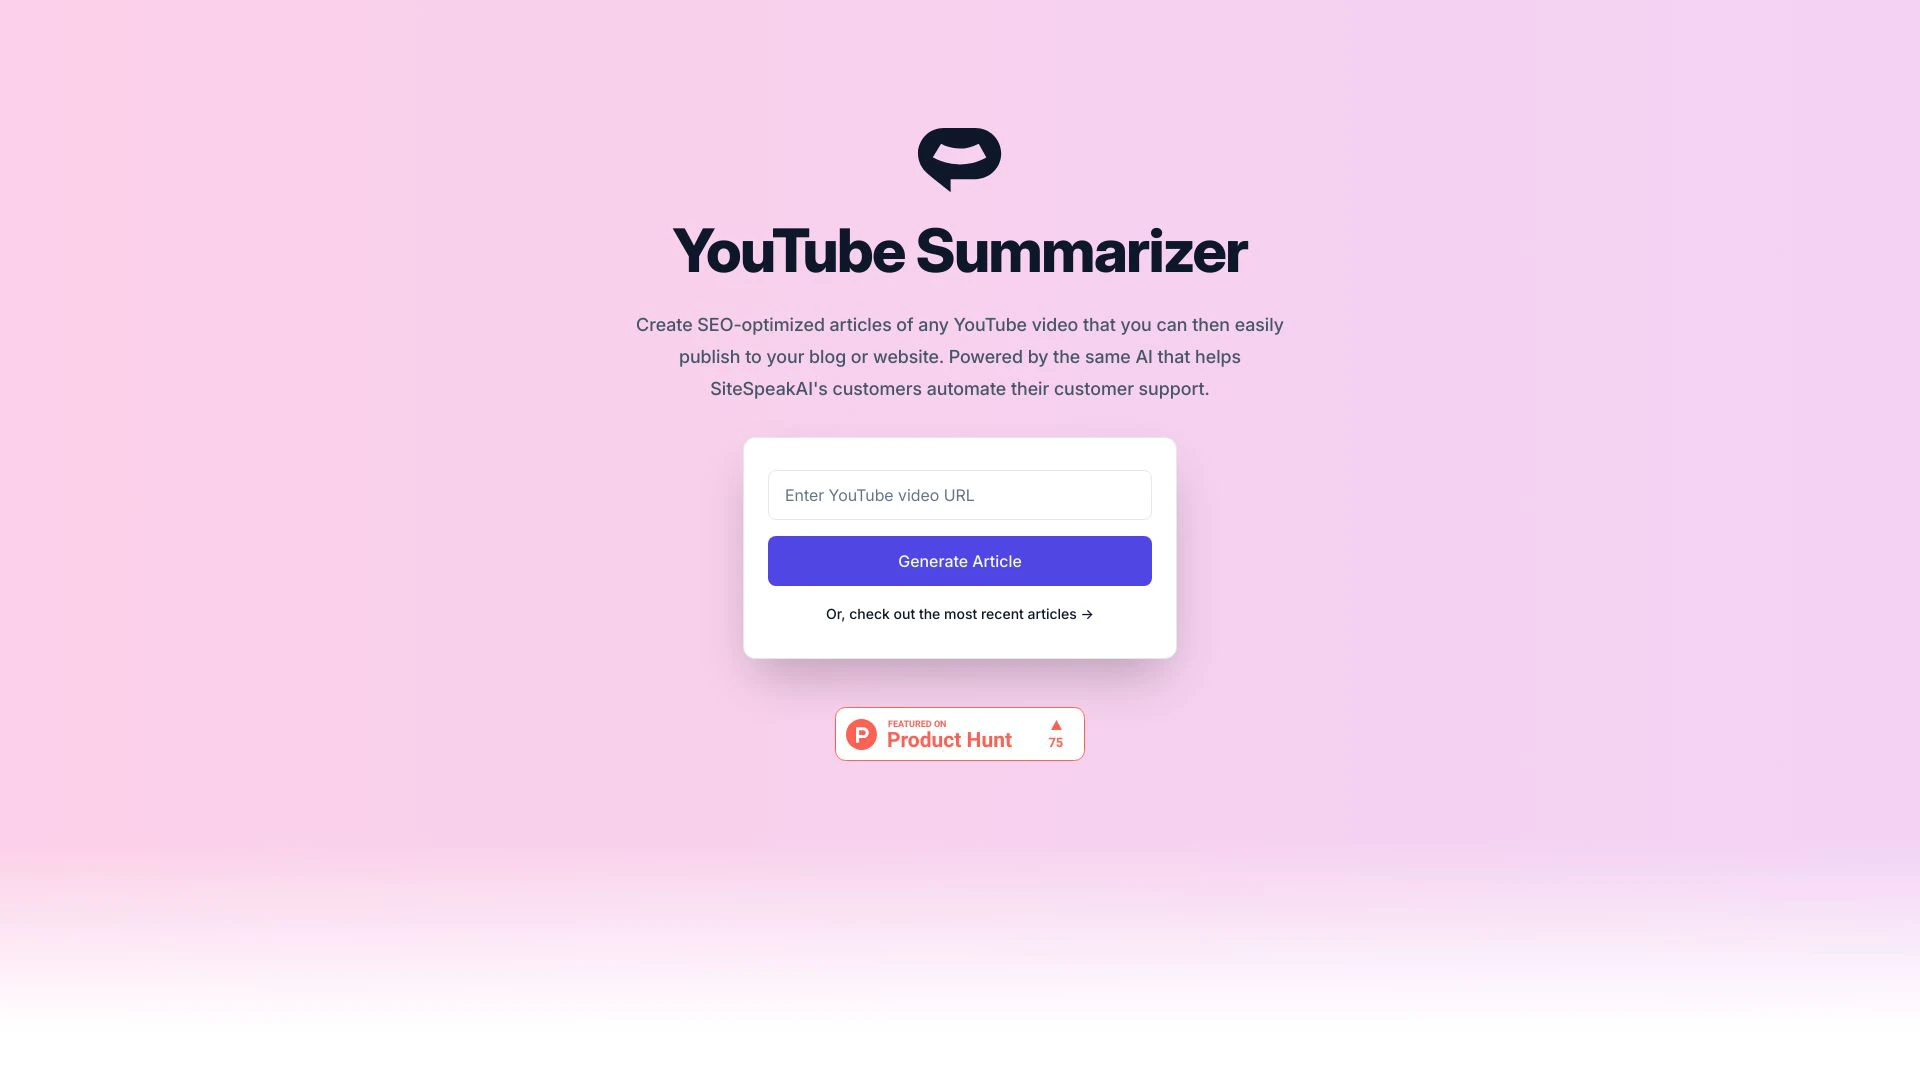 YouTube Summarizer
Create SEO-optimized articles of any YouTube video that you can then easily
publish to your blog or website. Powered by the same AI that helps
SiteSpeakAI's customers automate their customer support.
Enter YouTube video URL
Generate Article
Or, check out the most recent articles →
P
FEATURED ON
Product Hunt
▲
75